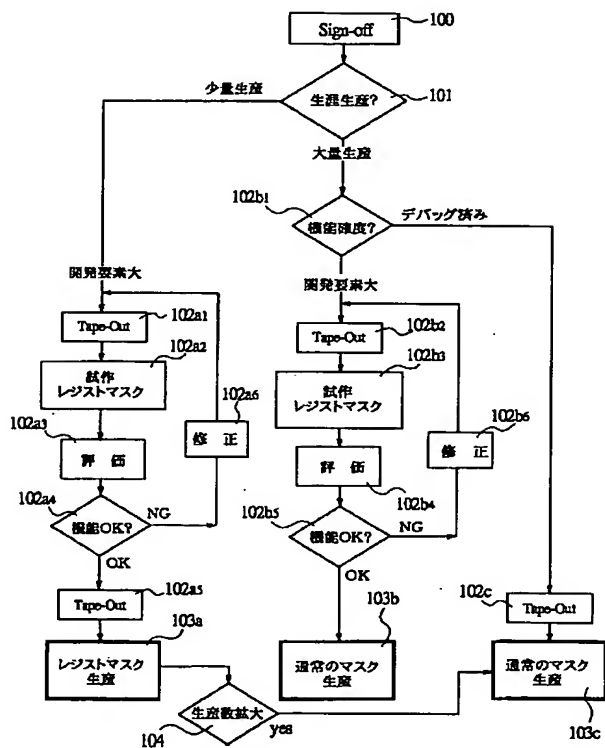 100
Sign-off
101
生涯生産?
少量生産
大量生産
102b1
機能確度?
デバッグ済み
開発要素大
開発要素大
102a1
Tape-Out
102a2
試作
レジストマスク
102a3
評 価
102a4
機能OK?
NG
102a6
修 正
OK
102a5
Tape-Out
103a
レジストマスク
生産
104
生産数拡大
yes
102b2
Tape-Out
102b3
試作
レジストマスク
評 価
102b4
102b5
機能OK?
NG
102b6
修 正
OK
103b
通常のマスク
生産
102c
Tape-Out
通常のマスク
生産
103c